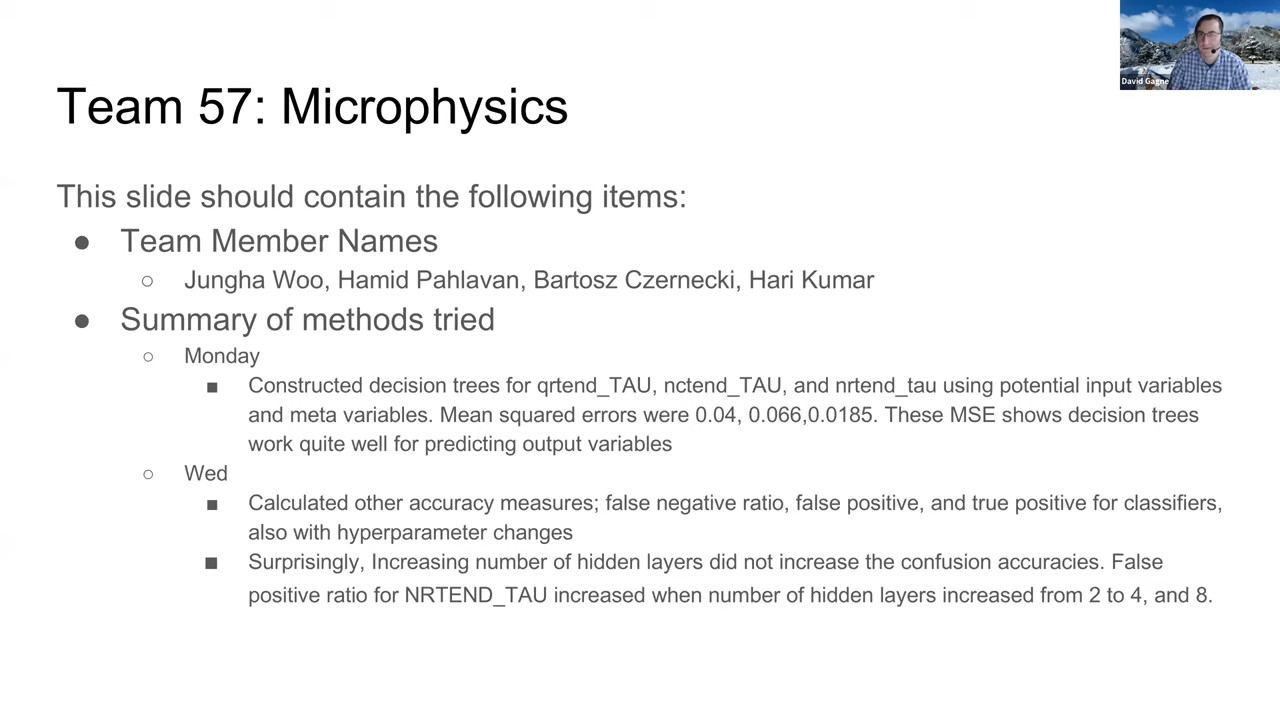 David Gagne
Team 57: Microphysics
This slide should contain the following items:
● Team Member Names
○ Jungha Woo, Hamid Pahlavan, Bartosz Czernecki, Hari Kumar
● Summary of methods tried
○ Monday
■ Constructed decision trees for qrtend_TAU, nctend_TAU, and nrtend_tau using potential input variables
and meta variables. Mean squared errors were 0.04, 0.066,0.0185. These MSE shows decision trees
work quite well for predicting output variables
○ Wed
■ Calculated other accuracy measures; false negative ratio, false positive, and true positive for classifiers,
also with hyperparameter changes
■ Surprisingly, Increasing number of hidden layers did not increase the confusion accuracies. False
positive ratio for NRTEND_TAU increased when number of hidden layers increased from 2 to 4, and 8.